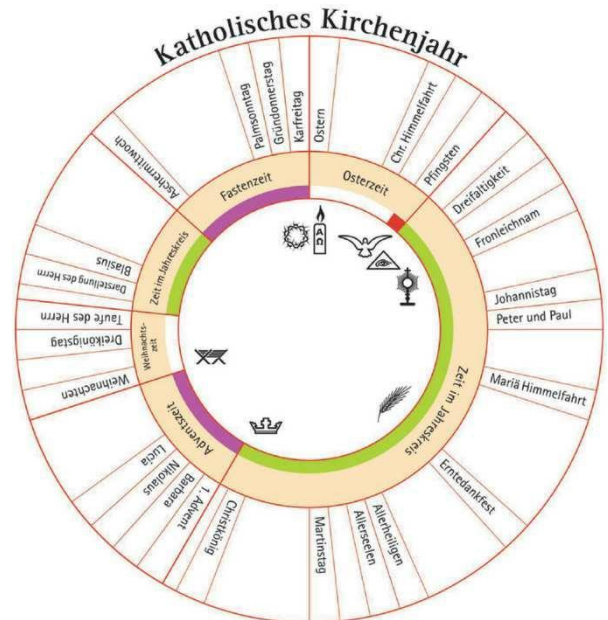 Katholisches Kirchenjahr
Ostern
Chr. Himmelfahrt
Pfingsten
Dreifaltigkeit
Fronleichnam
Johannistag
Peter und Paul
Mariä Himmelfahrt
Erntedankfest
Allerheiligen
Allerseelen
Martinstag
Christkönig
1. Advent
Barbara
Nikolaus
Lucia
Weihnachten
Dreikönigstag
Taufe des Herrn
Darstellung des Herrn
Blasius
Aschermittwoch
Palmsonntag
Gründonnerstag
Karfreitag
Osterzeit
Zeit im Jahreskreis
Adventszeit
Weihnachts-
zeit
Zeit im Jahreskreis
Fastenzeit
A
Ω